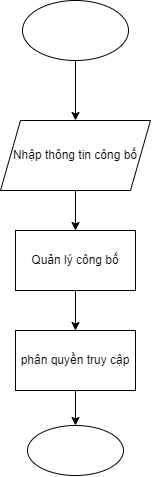 Nhập thông tin công bố
Quản lý công bố
phân quyền truy cập